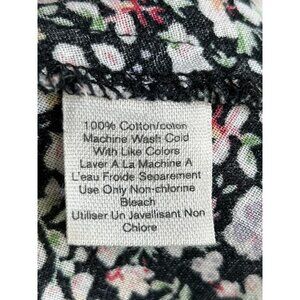 100% Cotton/coton
Machine Wash Cold
With Like Colors
Laver A La Machine A
L'eau Froide Separement
Use Only Non-chlorine
Bleach
Utiliser Un Javellisant Non
Chlore